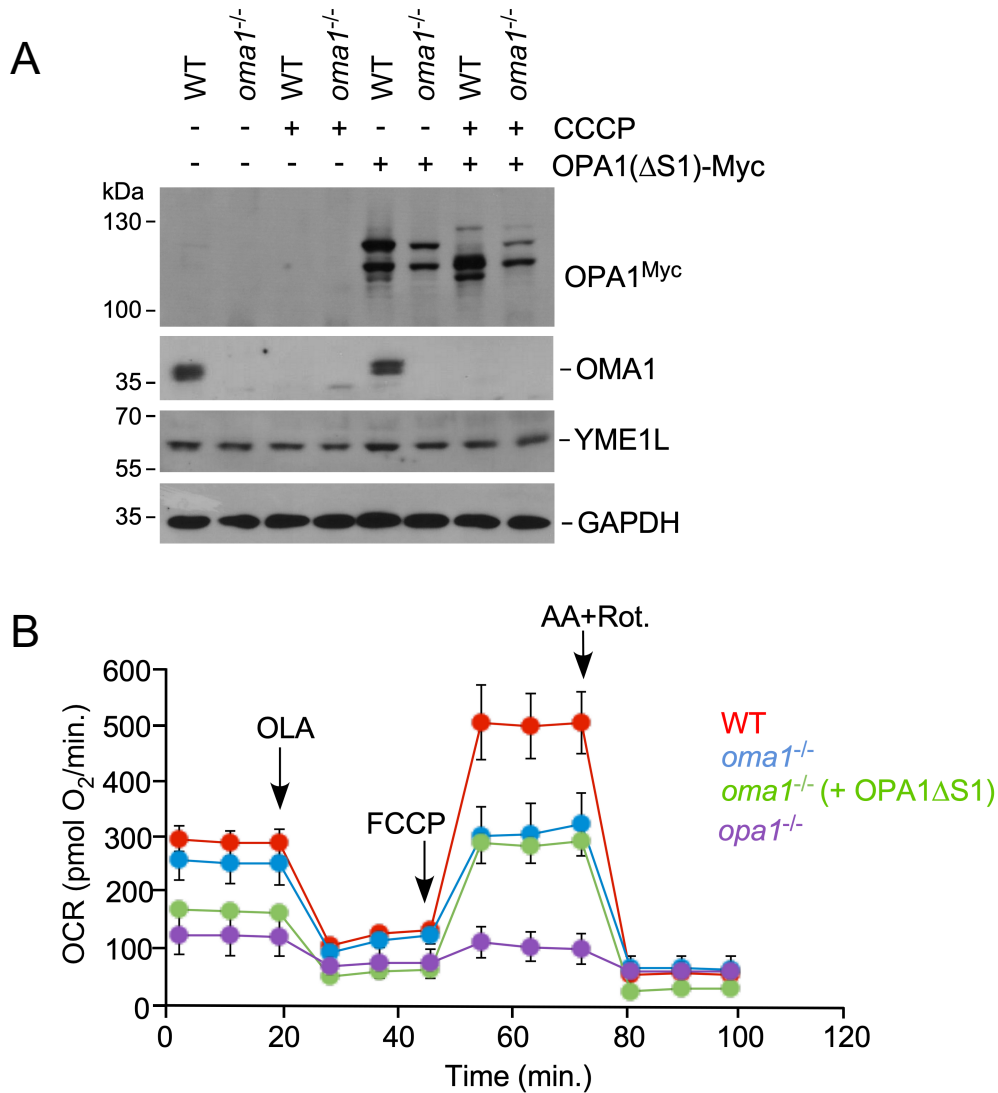 A
WT oma1-/- WT oma1-/- WT oma1-/- WT oma1-/-
- - + + - - + + CCCP
- - - - + + + + OPA1(ΔS1)-Myc
kDa
130
OPA1Myc
100
OMA1
35
70
YME1L
55
35
GAPDH
B
AA+Rot.
600
OLA
500
400
FCCP
300
200
100
0
OCR (pmol O2/min.)
WT
oma1-/-
oma1-/- (+ OPA1ΔS1)
opa1-/-
0 20 40 60 80 100 120
Time (min.)